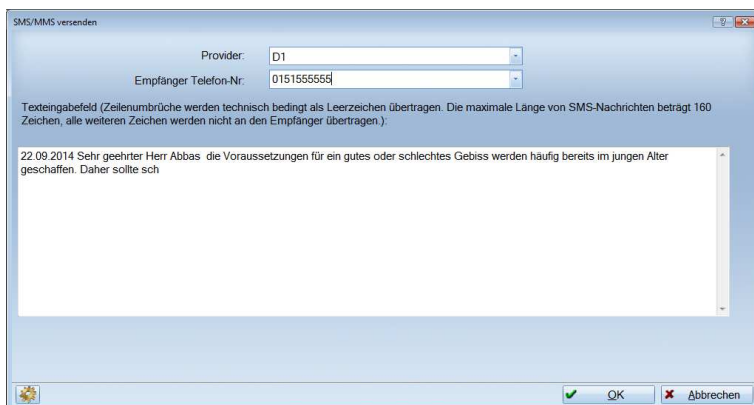 SMS/MMS versenden
Provider: D1
Empfänger Telefon-Nr: 0151555555
Texteingabefeld (Zeilenumbrüche werden technisch bedingt als Leerzeichen übertragen. Die maximale Länge von SMS-Nachrichten beträgt 160
Zeichen, alle weiteren Zeichen werden nicht an den Empfänger übertragen.):
22.09.2014 Sehr geehrter Herr Abbas  die Voraussetzungen für ein gutes oder schlechtes Gebiss werden häufig bereits im jungen Alter
geschaffen. Daher sollte sch
OK Abbrechen